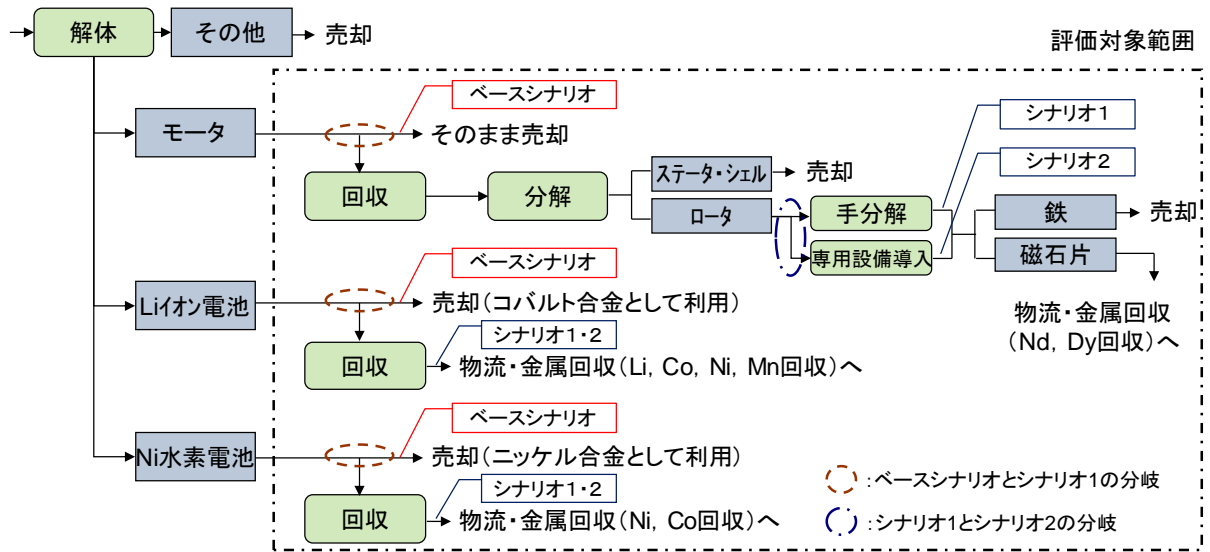 解体
その他
売却
評価対象範囲
ベースシナリオ
シナリオ1
モータ
そのまま売却
シナリオ2
ステータ・シェル
売却
回収
分解
ロータ
手分解
鉄
売却
専用設備導入
磁石片
ベースシナリオ
Liイオン電池
売却(コバルト合金として利用)
物流・金属回収
(Nd, Dy回収)へ
シナリオ1・2
回収
物流・金属回収(Li, Co, Ni, Mn回収)へ
ベースシナリオ
Ni水素電池
売却(ニッケル合金として利用)
:ベースシナリオとシナリオ1の分岐
シナリオ1・2
回収
物流・金属回収(Ni, Co回収)へ
:シナリオ1とシナリオ2の分岐